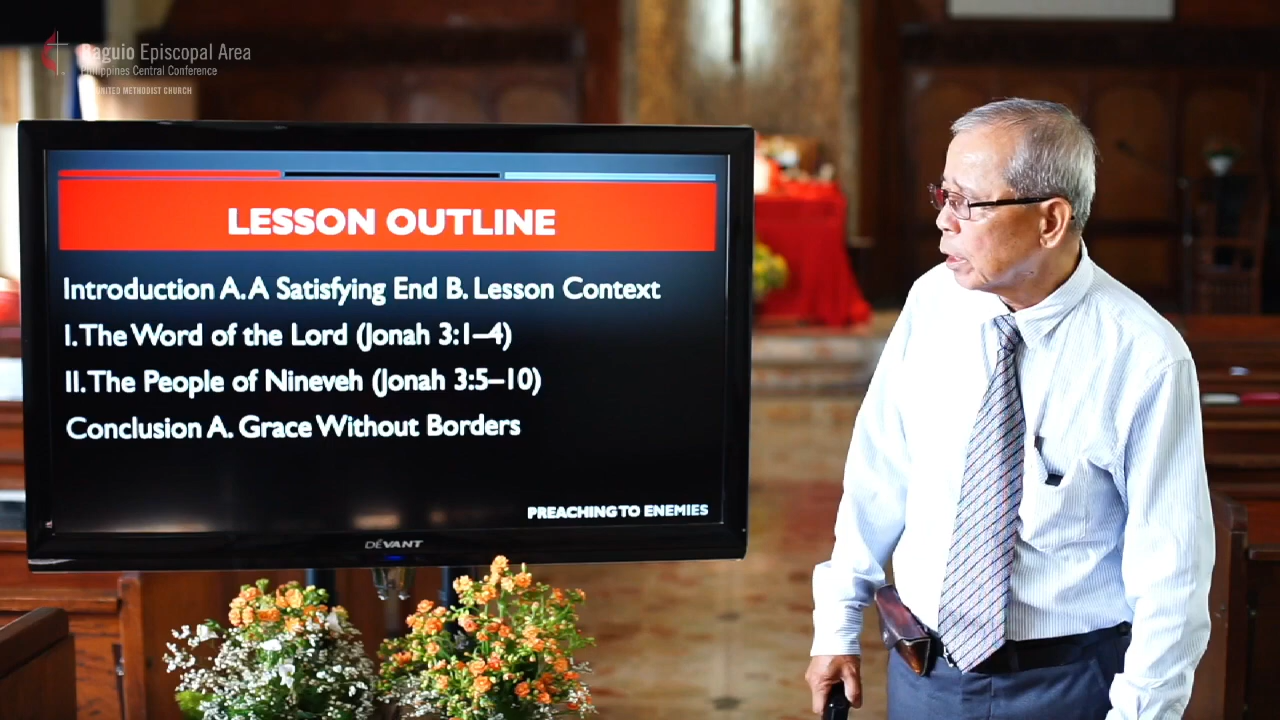 Baguio Episcopal Area
Philippines Central Conference
UNITED METHODIST CHURCH
LESSON OUTLINE
Introduction A. A Satisfying End B. Lesson Context
I. The Word of the Lord (Jonah 3:1–4)
II. The People of Nineveh (Jonah 3:5–10)
Conclusion A. Grace Without Borders
PREACHING TO ENEMIES
DEVANT